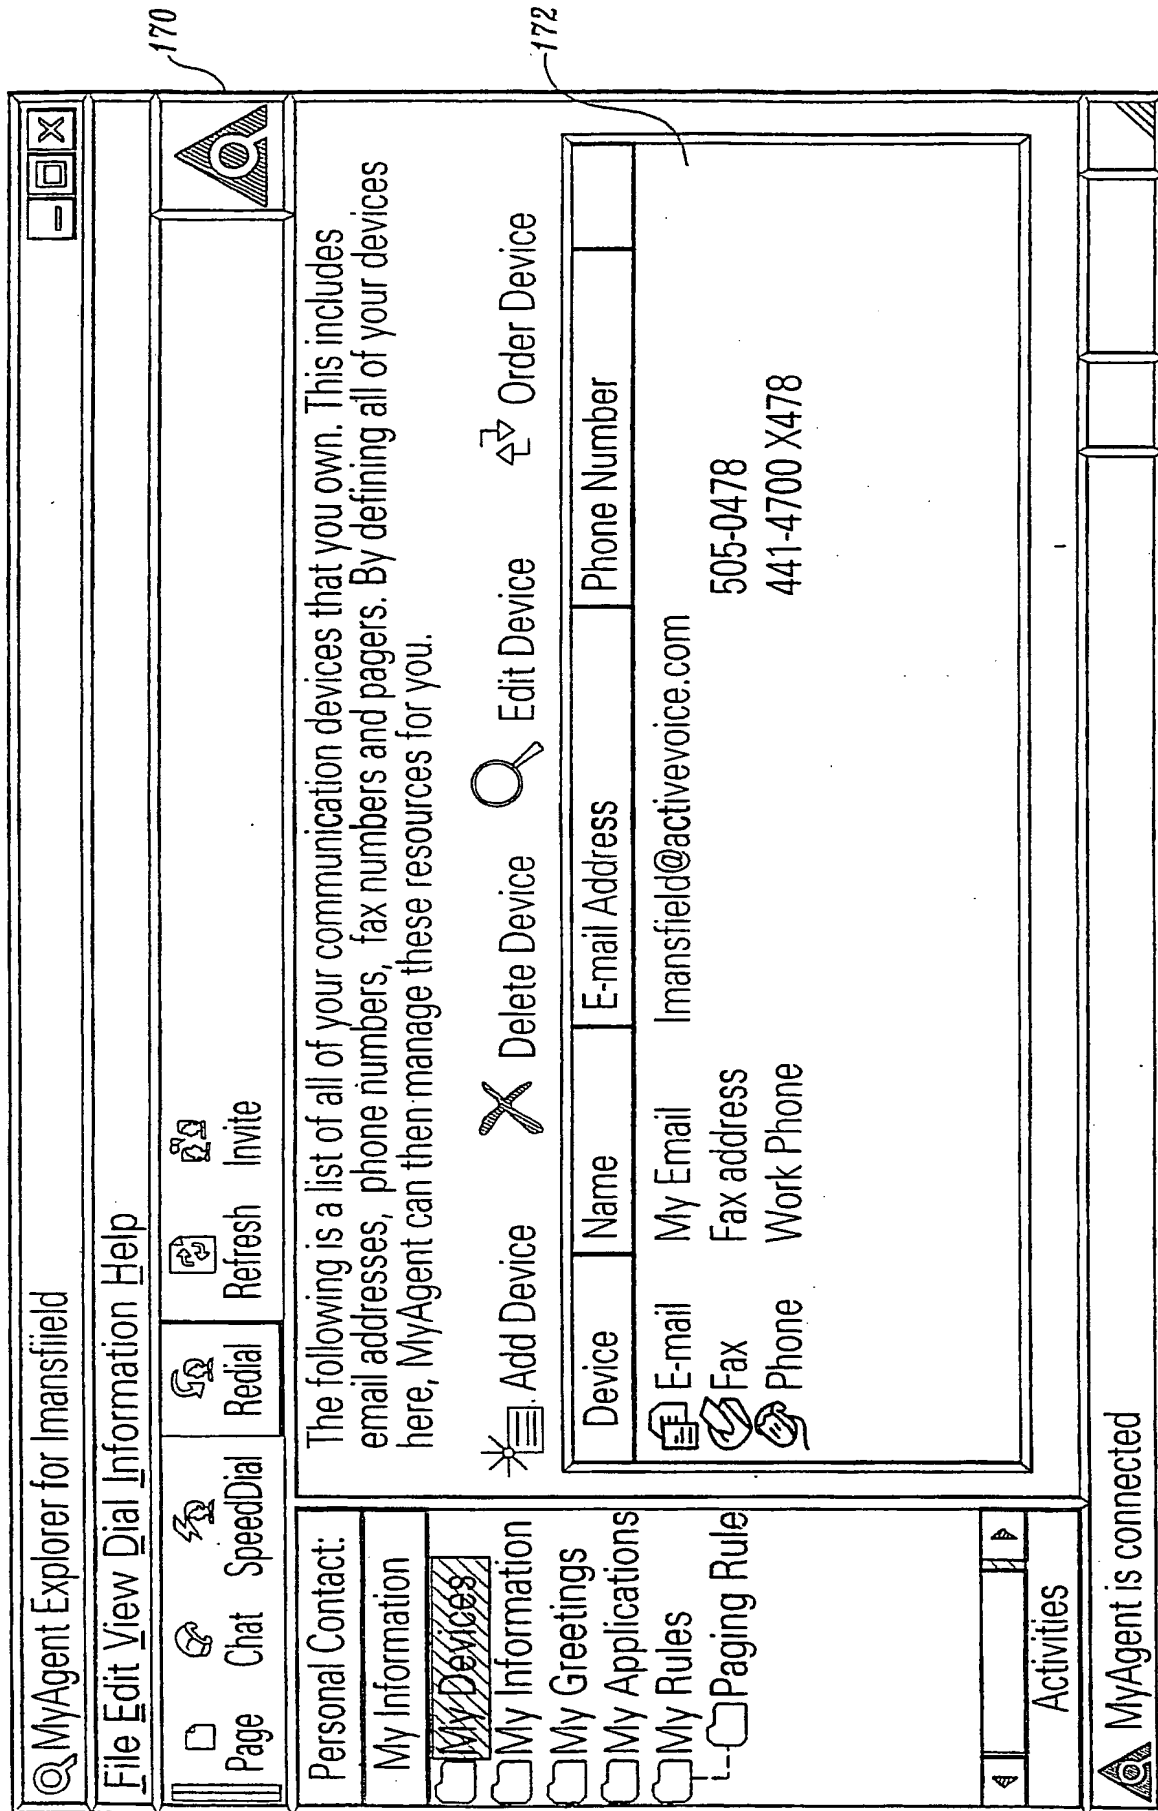 MyAgent Explorer for Imansfiield
File Edit View Dial Information Help
Page Chat SpeedDial Redial Refresh Invite
170
Personal Contact:
My Information
My Devices
My Information
My Greetings
My Applications
My Rules
Paging Rule
Activities
The following is a list of all of your communication devices that you own. This includes
email addresses, phone numbers, fax numbers and pagers. By defining all of your devices
here, MyAgent can then manage these resources for you.
Add Device Delete Device Edit Device Order Device
172
Device Name E-mail Address Phone Number
E-mail My Email Imansfield@activevoice.com
Fax Fax address 505-0478
Phone Work Phone 441-4700 X478
MyAgent is connected